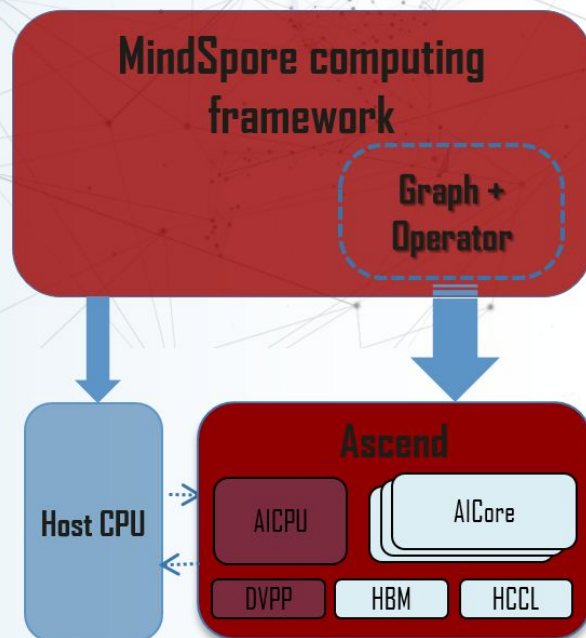 MindSpore computing
framework
Graph +
Operator
Host CPU
Ascend
AICPU
AICore
DVPP
HBM
HCCL